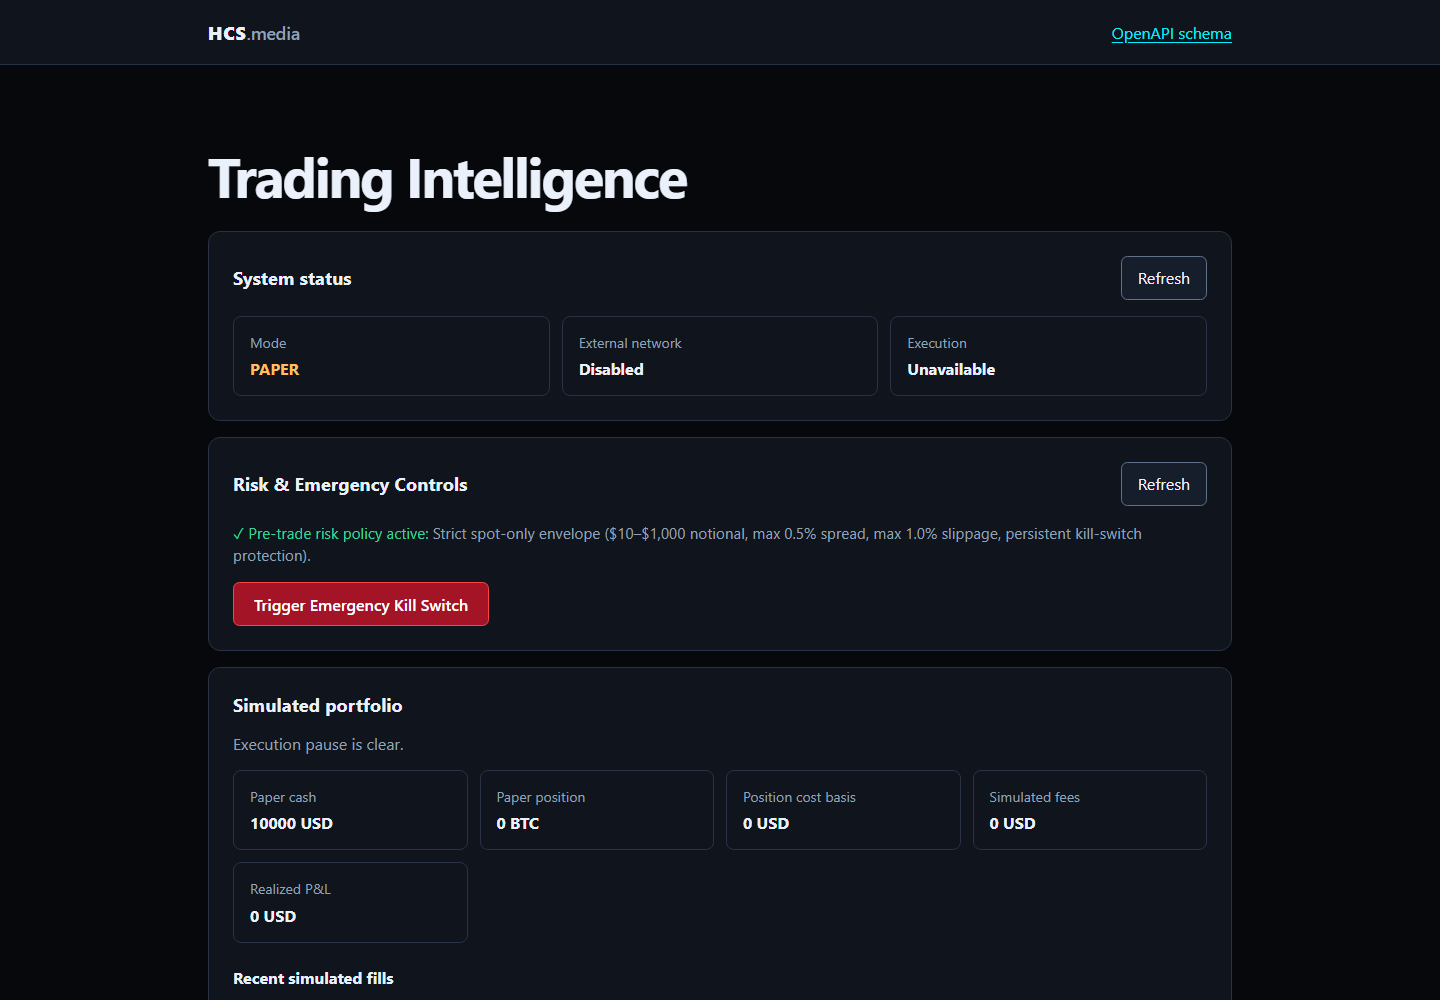 HCS.media
OpenAPI schema
Trading Intelligence
System status
Refresh
Mode
PAPER
External network
Disabled
Execution
Unavailable
Risk & Emergency Controls
Refresh
✓ Pre-trade risk policy active: Strict spot-only envelope ($10–$1,000 notional, max 0.5% spread, max 1.0% slippage, persistent kill-switch
protection).
Trigger Emergency Kill Switch
Simulated portfolio
Execution pause is clear.
Paper cash
10000 USD
Paper position
0 BTC
Position cost basis
0 USD
Simulated fees
0 USD
Realized P&L
0 USD
Recent simulated fills